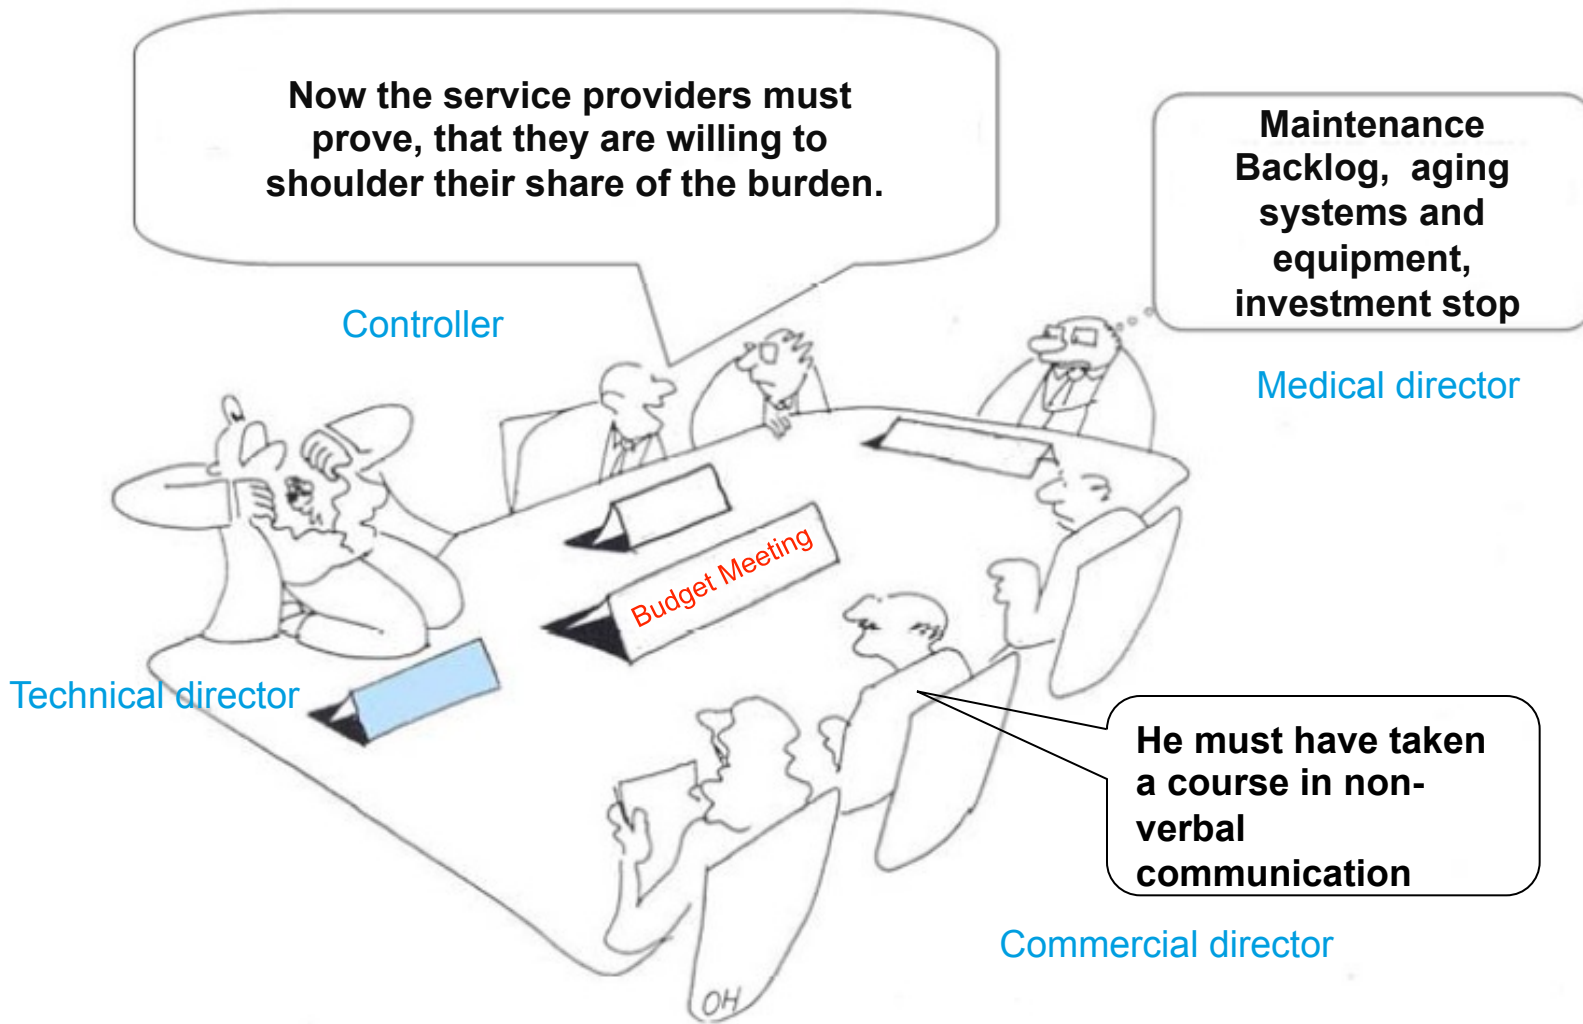 Now the service providers must
prove, that they are willing to
shoulder their share of the burden.
Maintenance
Backlog, aging
systems and
equipment,
investment stop
Controller
Medical director
Budget Meeting
Technical director
He must have taken
a course in non-
verbal
communication
Commercial director
OH